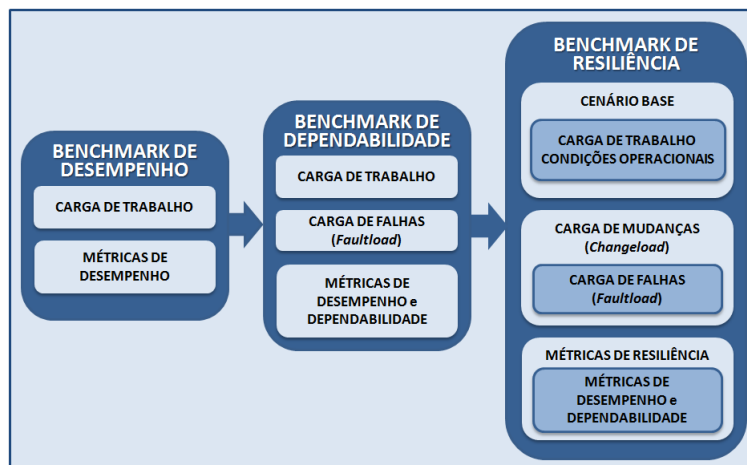 BENCHMARK DE
DESEMPENHO
CARGA DE TRABALHO
MÉTRICAS DE
DESEMPENHO
BENCHMARK DE
DEPENDABILIDADE
CARGA DE TRABALHO
CARGA DE FALHAS
(Faultload)
MÉTRICAS DE
DESEMPENHO e
DEPENDABILIDADE
BENCHMARK DE
RESILIÊNCIA
CENÁRIO BASE
CARGA DE TRABALHO
CONDIÇÕES OPERACIONAIS
CARGA DE MUDANÇAS
(Changeload)
CARGA DE FALHAS
(Faultload)
MÉTRICAS DE RESILIÊNCIA
MÉTRICAS DE
DESEMPENHO e
DEPENDABILIDADE